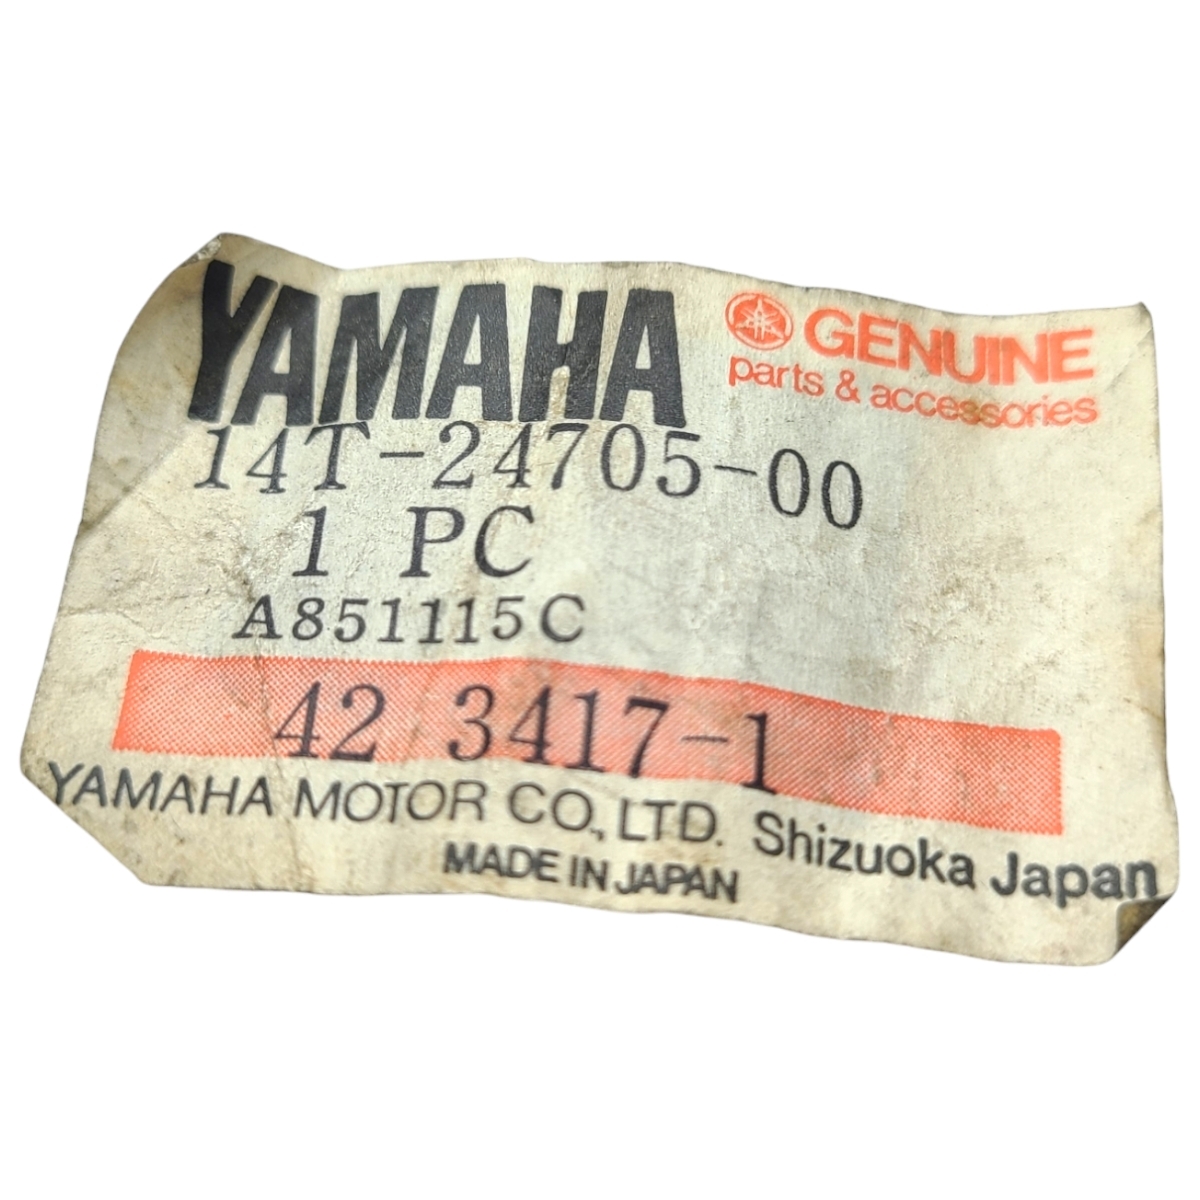 YAMAHA
GENUINE
parts & accessories
14T-24705-00
1 PC
A851115C
42 3417-1
YAMAHA MOTOR CO., LTD. Shizuoka Japan
MADE IN JAPAN